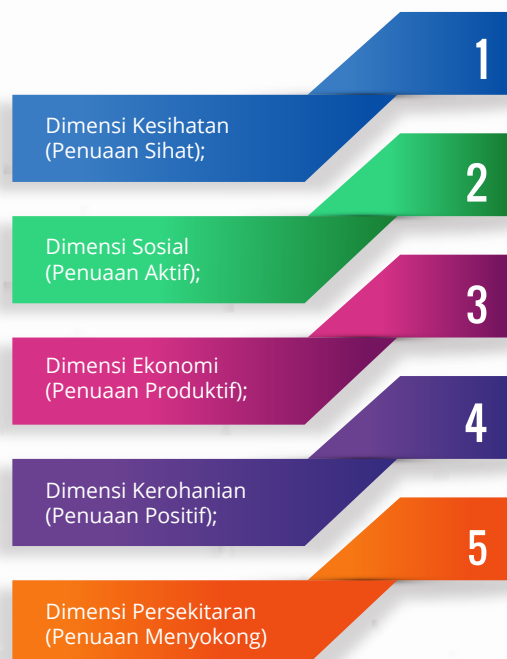 1
Dimensi Kesihatan
(Penuaan Sihat);
2
Dimensi Sosial
(Penuaan Aktif);
3
Dimensi Ekonomi
(Penuaan Produktif);
4
Dimensi Kerohanian
(Penuaan Positif);
5
Dimensi Persekitaran
(Penuaan Menyokong)